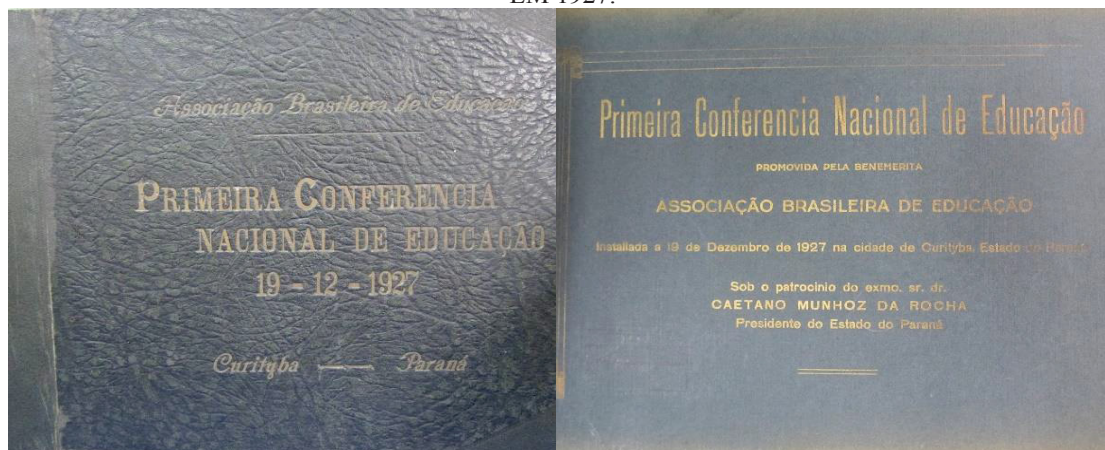 EM 1927.
Associação Brasileira de Educação
PRIMEIRA CONFERENCIA
NACIONAL DE EDUCAÇÃO
19 - 12 - 1927
Curityba — Paraná
Primeira Conferencia Nacional de Educação
PROMOVIDA PELA BENEMERITA
ASSOCIAÇÃO BRASILEIRA DE EDUCAÇÃO
Installada a 19 de Dezembro de 1927 na cidade de Curityba, Estado do Paraná
Sob o patrocinio do exmo. sr. dr.
CAETANO MUNHOZ DA ROCHA
Presidente do Estado do Paraná